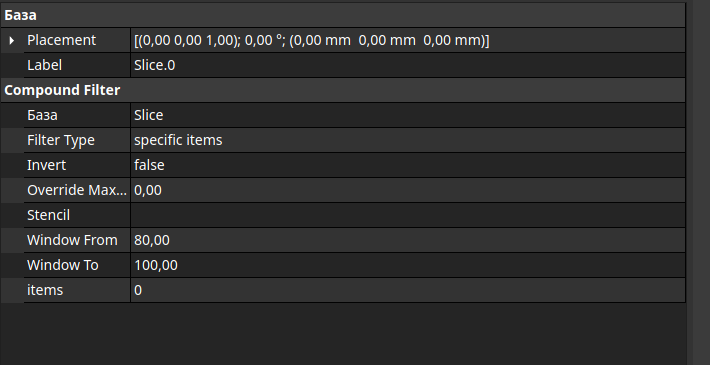 База
Placement [(0,00 0,00 1,00); 0,00 °; (0,00 mm  0,00 mm  0,00 mm)]
Label Slice.0
Compound Filter
База Slice
Filter Type specific items
Invert false
Override Max... 0,00
Stencil
Window From 80,00
Window To 100,00
items 0